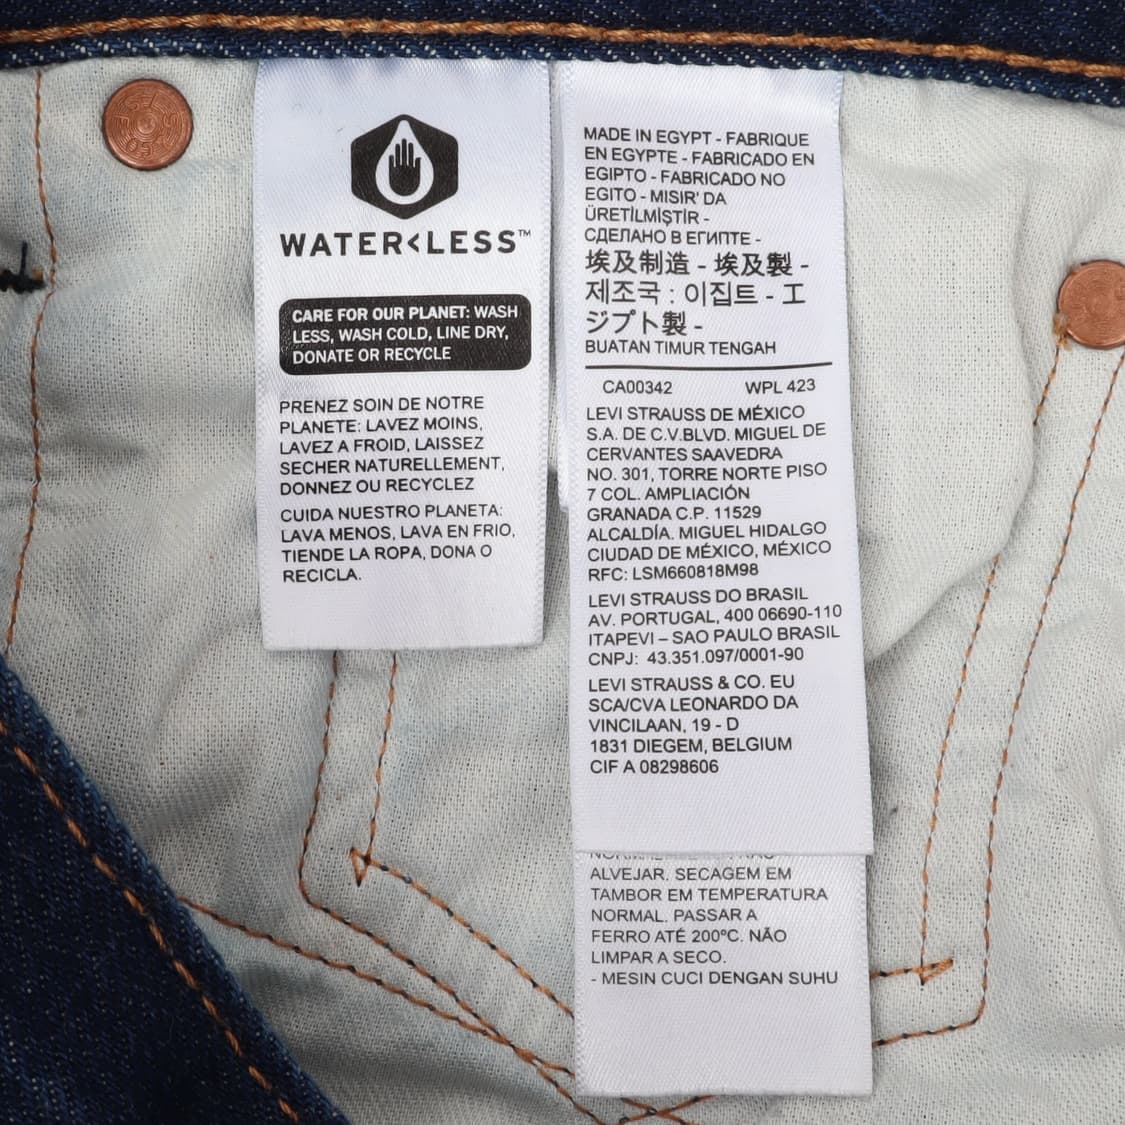 WATER<LESS™
CARE FOR OUR PLANET: WASH
LESS, WASH COLD, LINE DRY,
DONATE OR RECYCLE
PRENEZ SOIN DE NOTRE
PLANETE: LAVEZ MOINS,
LAVEZ A FROID, LAISSEZ
SECHER NATURELLEMENT,
DONNEZ OU RECYCLEZ
CUIDA NUESTRO PLANETA:
LAVA MENOS, LAVA EN FRIO,
TIENDE LA ROPA, DONA O
RECICLA.
MADE IN EGYPT - FABRIQUE
EN EGYPTE - FABRICADO EN
EGIPTO - FABRICADO NO
EGITO - MISIR' DA
ÜRETİLMİŞTİR -
СДЕЛАНО В ЕГИПТЕ -
埃及制造 - 埃及製 -
제조국 : 이집트 - エ
ジプト製 -
BUATAN TIMUR TENGAH
CA00342 WPL 423
LEVI STRAUSS DE MÉXICO
S.A. DE C.V.BLVD. MIGUEL DE
CERVANTES SAAVEDRA
NO. 301, TORRE NORTE PISO
7 COL. AMPLIACIÓN
GRANADA C.P. 11529
ALCALDÍA. MIGUEL HIDALGO
CIUDAD DE MÉXICO, MÉXICO
RFC: LSM660818M98
LEVI STRAUSS DO BRASIL
AV. PORTUGAL, 400 06690-110
ITAPEVI – SAO PAULO BRASIL
CNPJ: 43.351.097/0001-90
LEVI STRAUSS & CO. EU
SCA/CVA LEONARDO DA
VINCILAAN, 19 - D
1831 DIEGEM, BELGIUM
CIF A 08298606
ALVEJAR. SECAGEM EM
TAMBOR EM TEMPERATURA
NORMAL. PASSAR A
FERRO ATÉ 200ºC. NÃO
LIMPAR A SECO.
- MESIN CUCI DENGAN SUHU